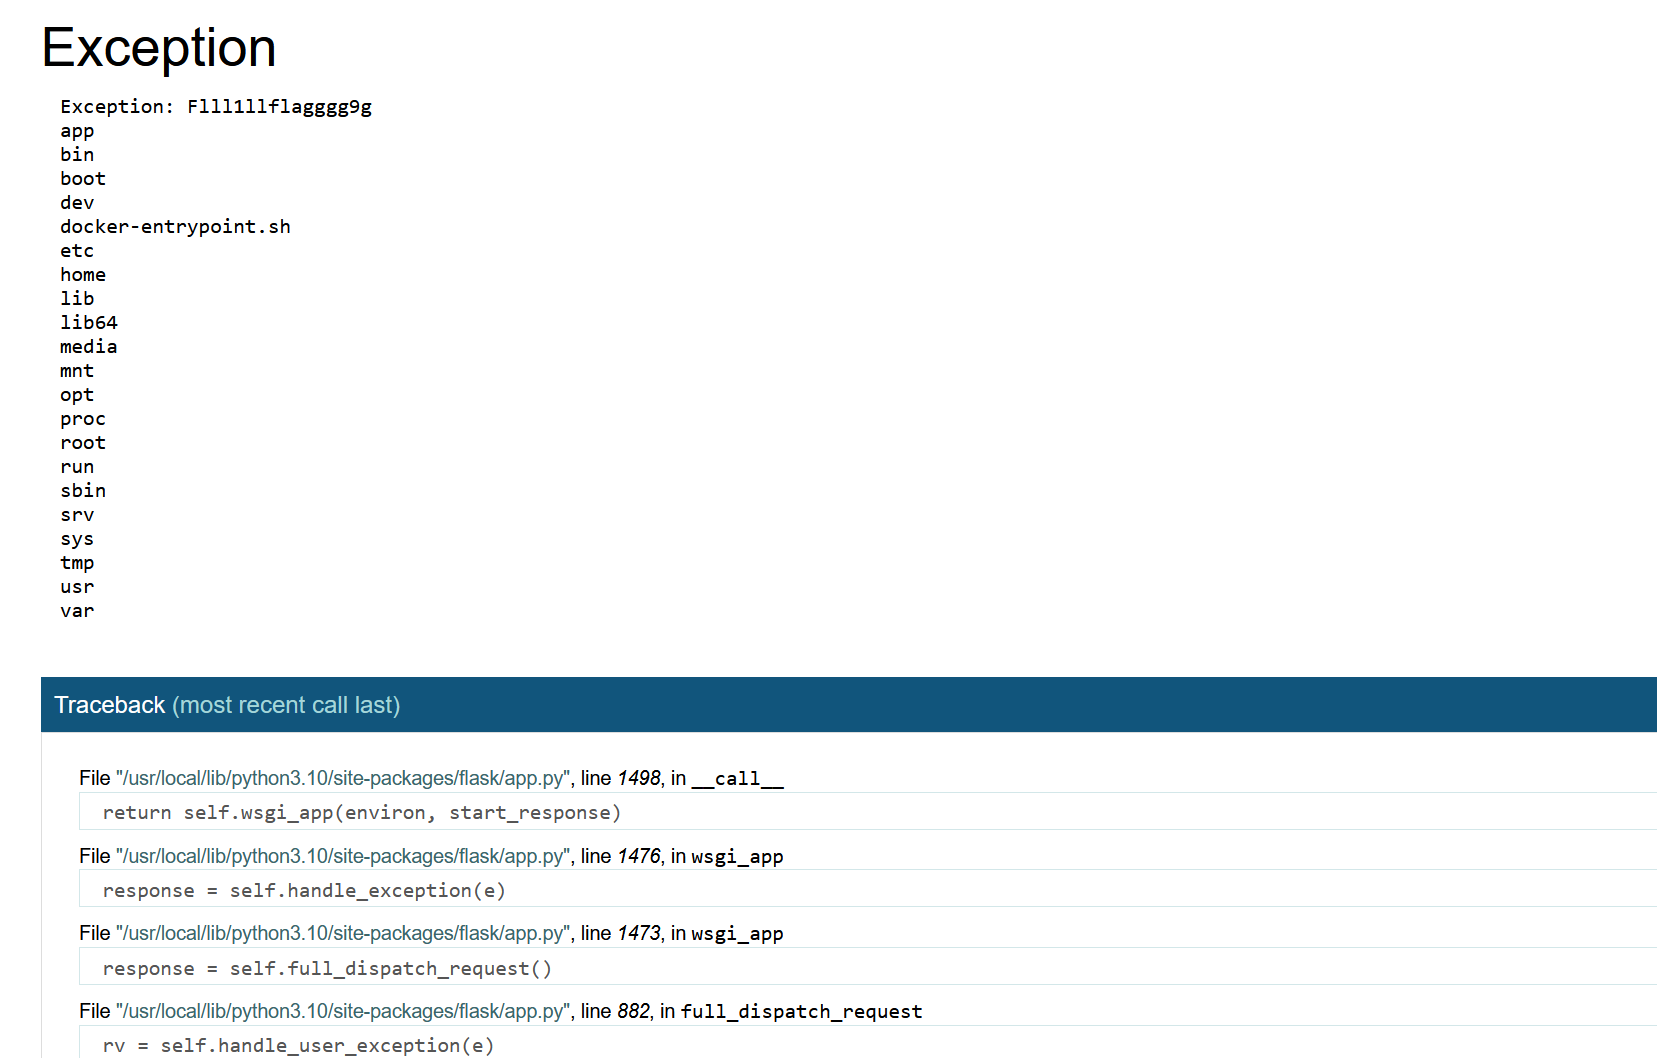 Exception
Exception: Flll1llflagggg9g
app
bin
boot
dev
docker-entrypoint.sh
etc
home
lib
lib64
media
mnt
opt
proc
root
run
sbin
srv
sys
tmp
usr
var
Traceback (most recent call last)
File "/usr/local/lib/python3.10/site-packages/flask/app.py", line 1498, in __call__
return self.wsgi_app(environ, start_response)
File "/usr/local/lib/python3.10/site-packages/flask/app.py", line 1476, in wsgi_app
response = self.handle_exception(e)
File "/usr/local/lib/python3.10/site-packages/flask/app.py", line 1473, in wsgi_app
response = self.full_dispatch_request()
File "/usr/local/lib/python3.10/site-packages/flask/app.py", line 882, in full_dispatch_request
rv = self.handle_user_exception(e)